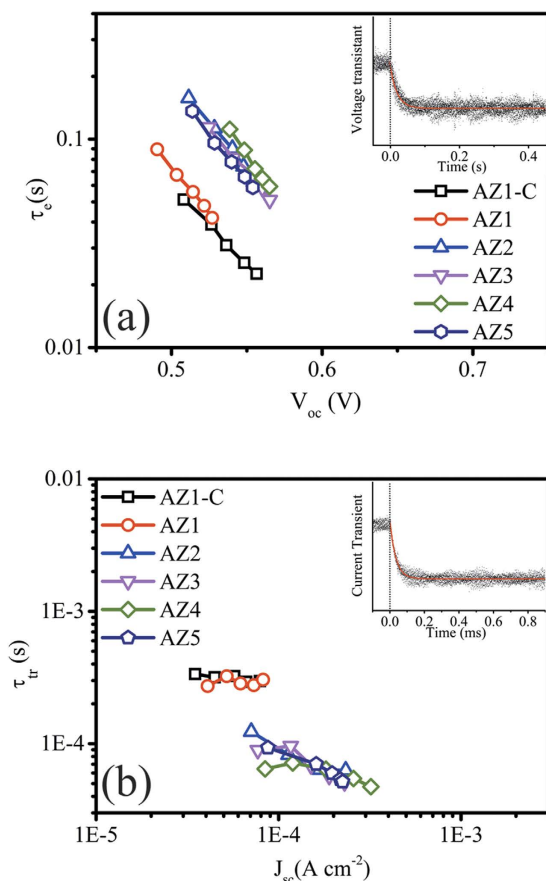 0.1
0.01
τe(s)
0.5
0.6
0.7
Voc (V)
(a)
Voltage transistant
0.0
0.2
0.4
Time (s)
AZ1-C
AZ1
AZ2
AZ3
AZ4
AZ5
0.01
1E-3
1E-4
τtr (s)
1E-5
1E-4
1E-3
Jsc(A cm-2)
(b)
AZ1-C
AZ1
AZ2
AZ3
AZ4
AZ5
Current Transient
0.0 0.2 0.4 0.6 0.8
Time (ms)